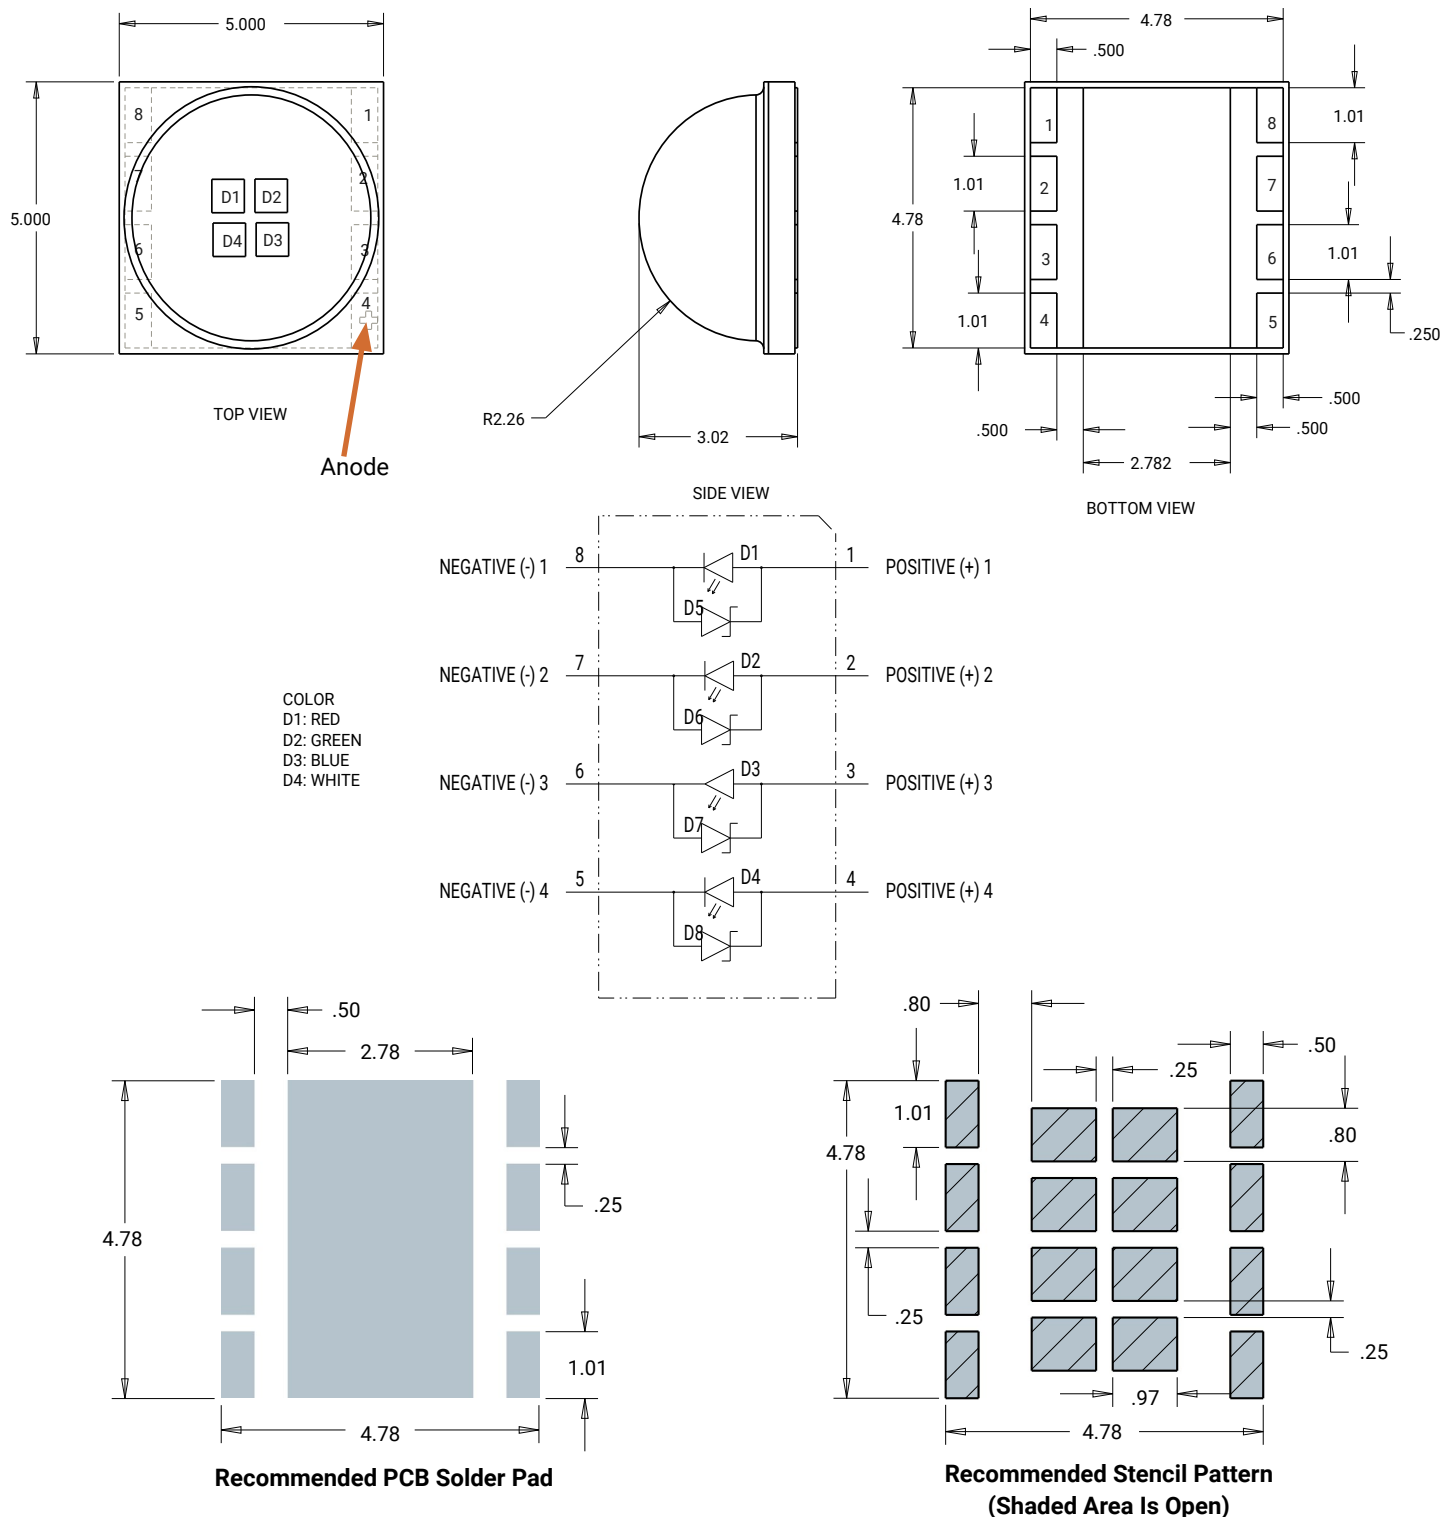 5.000
5.000
8
1
7
2
D1
D2
D4
D3
6
3
5
4
TOP VIEW
Anode
R2.26
3.02
SIDE VIEW
4.78
.500
4.78
1.01
1.01
1.01
1.01
.250
1
8
2
7
3
6
4
5
.500
.500
.500
2.782
BOTTOM VIEW
NEGATIVE (-) 1
8
D1
1
POSITIVE (+) 1
D5
NEGATIVE (-) 2
7
D2
2
POSITIVE (+) 2
D6
NEGATIVE (-) 3
6
D3
3
POSITIVE (+) 3
D7
NEGATIVE (-) 4
5
D4
4
POSITIVE (+) 4
D8
COLOR
D1: RED
D2: GREEN
D3: BLUE
D4: WHITE
.50
2.78
4.78
.25
1.01
4.78
Recommended PCB Solder Pad
.80
.50
.25
1.01
.80
4.78
.25
.25
.97
4.78
Recommended Stencil Pattern
(Shaded Area Is Open)